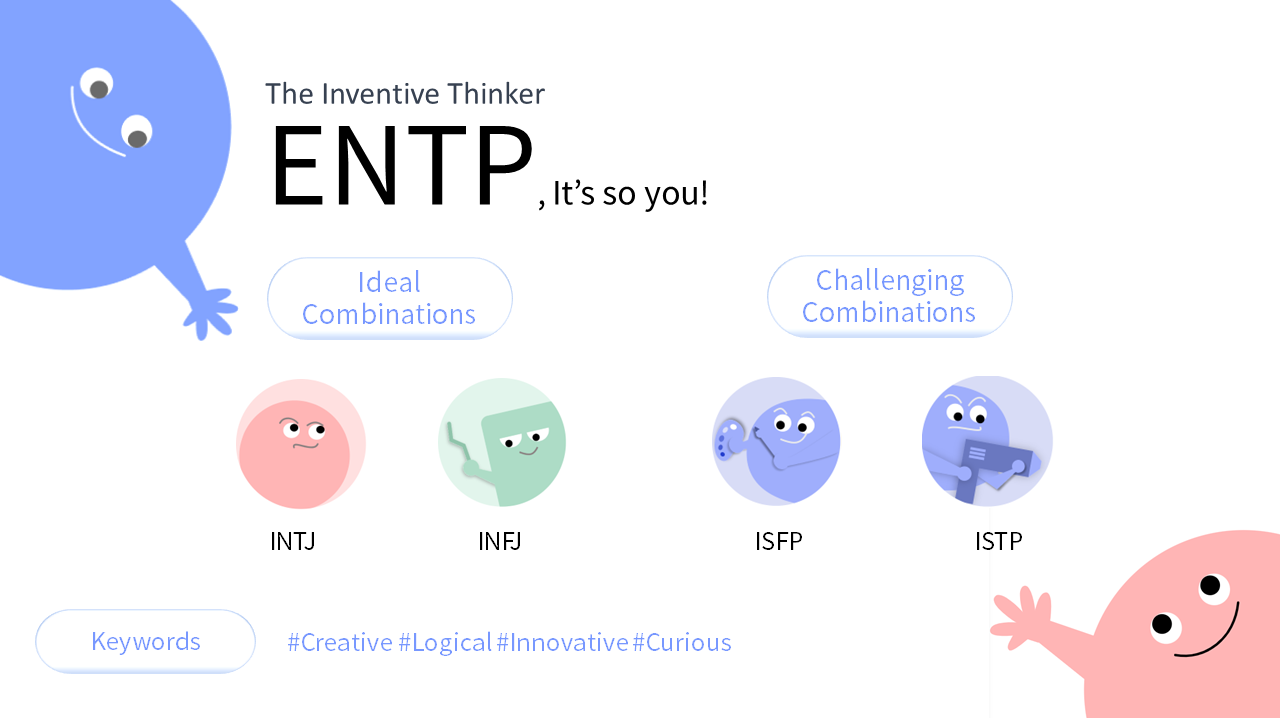 The Inventive Thinker
ENTP, It’s so you!
Ideal
Combinations
Challenging
Combinations
INTJ
INFJ
ISFP
ISTP
Keywords
#Creative #Logical #Innovative #Curious